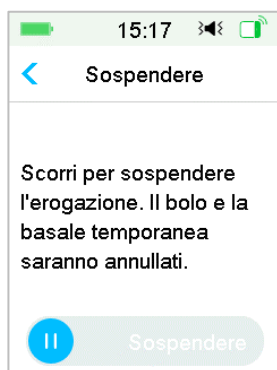 15:17
Sospendere
Scorri per sospendere
l'erogazione. Il bolo e la
basale temporanea
saranno annullati.
Sospendere